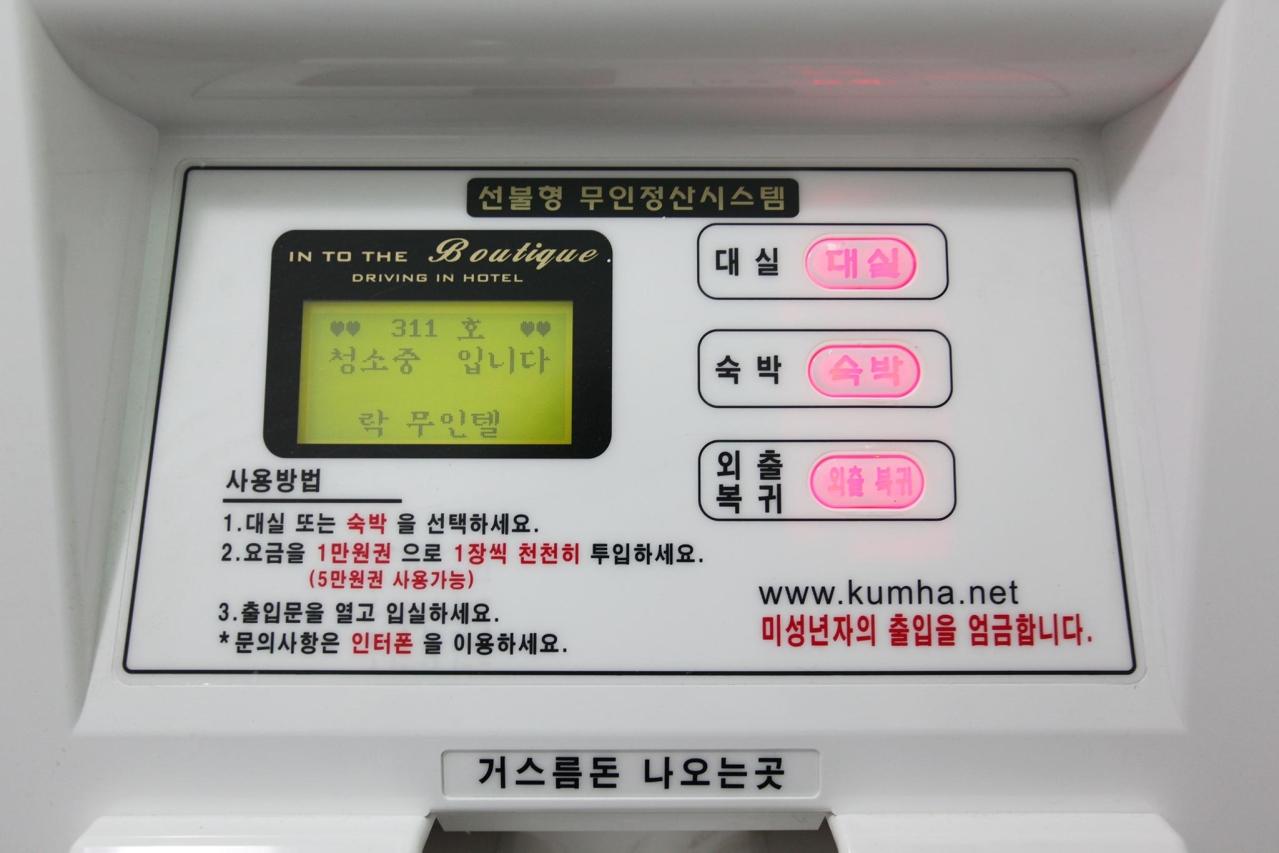 선불형 무인정산시스템
IN TO THE Boutique.
DRIVING IN HOTEL
♥♥ 311 호 ♥♥
청소중 입니다
락 무인텔
대 실 대실
숙 박 숙박
외 출
복 귀
외출 복귀
사용방법
1.대실 또는 숙박 을 선택하세요.
2.요금을 1만원권 으로 1장씩 천천히 투입하세요.
(5만원권 사용가능)
3.출입문을 열고 입실하세요.
*문의사항은 인터폰 을 이용하세요.
www.kumha.net
미성년자의 출입을 엄금합니다.
거스름돈 나오는곳